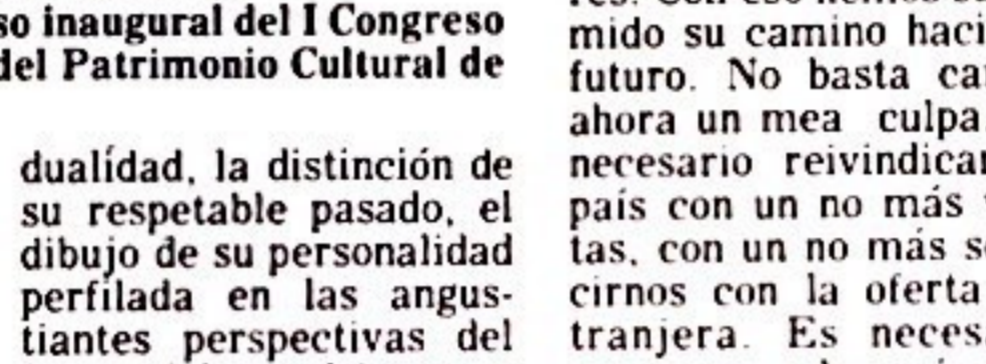 so inaugural del I Congreso
del Patrimonio Cultural de
dualídad, la distinción de
su respetable pasado, el
dibujo de su personalidad
perfilada en las angus-
tiantes perspectivas del
mido su camino haci
futuro. No basta
ahora un mea culpa
necesario reivindicar
país con un no más
tas, con un no más
cirnos con la oferta
tranjera. Es neces